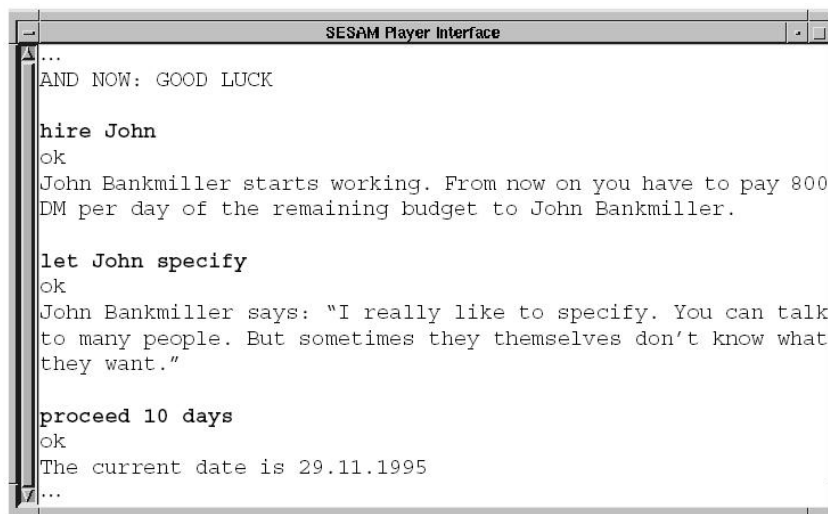 SESAM Player Interface
...
AND NOW: GOOD LUCK
hire John
ok
John Bankmiller starts working. From now on you have to pay 800
DM per day of the remaining budget to John Bankmiller.
let John specify
ok
John Bankmiller says: “I really like to specify. You can talk
to many people. But sometimes they themselves don’t know what
they want.”
proceed 10 days
ok
The current date is 29.11.1995
...